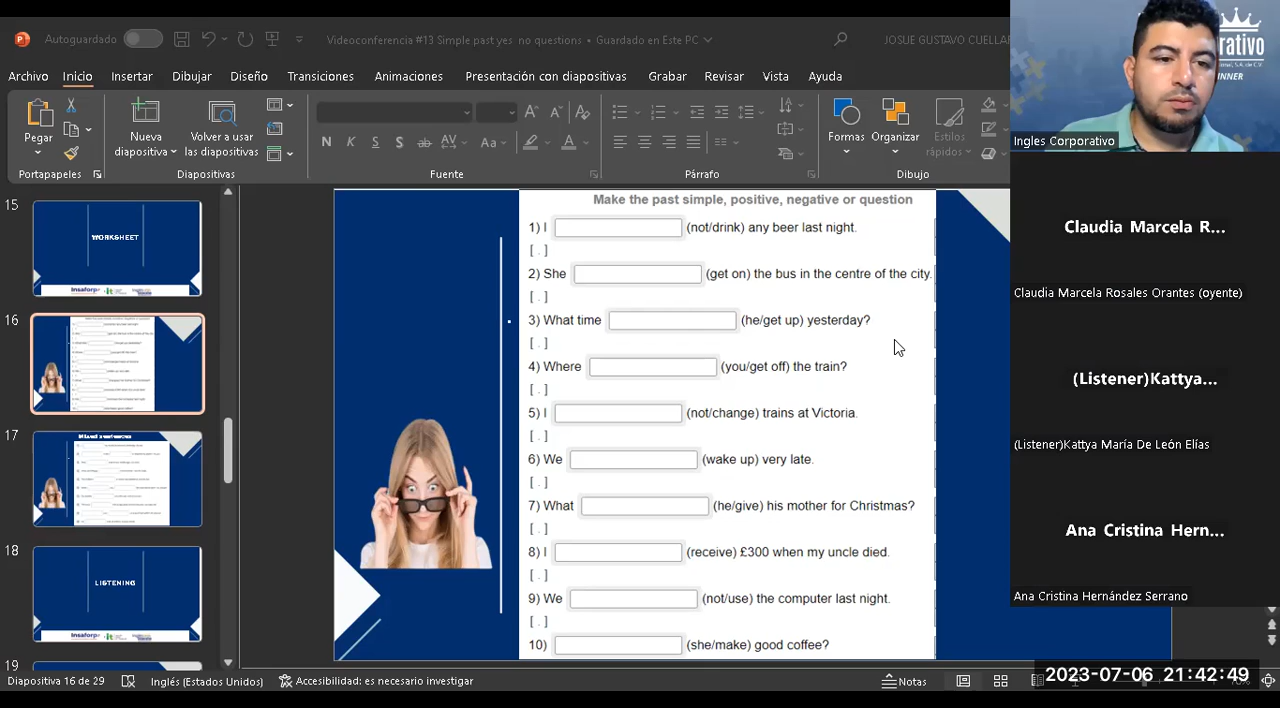 Autoguardado
Videoconferencia #13 Simple past yes no questions • Guardado en Este PC
JOSUE GUSTAVO CUELLAR
Archivo Inicio Insertar Dibujar Diseño Transiciones Animaciones Presentación con diapositivas Grabar Revisar Vista Ayuda
Pegar
Nueva diapositiva
Volver a usar las diapositivas
N K S S ab AV Aa A
Formas
Organizar
Estilos rápidos
Portapapeles
Diapositivas
Fuente
Párrafo
Dibujo
rativo
WINNER
Ingles Corporativo
Claudia Marcela R...
Claudia Marcela Rosales Orantes (oyente)
(Listener)Kattya...
(Listener)Kattya María De León Elías
Ana Cristina Hern...
Ana Cristina Hernández Serrano
15
WORKSHEET
Insaforp
16
17
Mixed exercises
18
LISTENING
Insaforp
19
Make the past simple, positive, negative or question
1) I (not/drink) any beer last night.
[ . ]
2) She (get on) the bus in the centre of the city.
[ . ]
3) What time (he/get up) yesterday?
[ . ]
4) Where (you/get off) the train?
[ . ]
5) I (not/change) trains at Victoria.
[ . ]
6) We (wake up) very late.
[ . ]
7) What (he/give) his mother for Christmas?
[ . ]
8) I (receive) £300 when my uncle died.
[ . ]
9) We (not/use) the computer last night.
[ . ]
10) (she/make) good coffee?
Diapositiva 16 de 29
Inglés (Estados Unidos)
Accesibilidad: es necesario investigar
Notas
2023-07-06 21:42:49